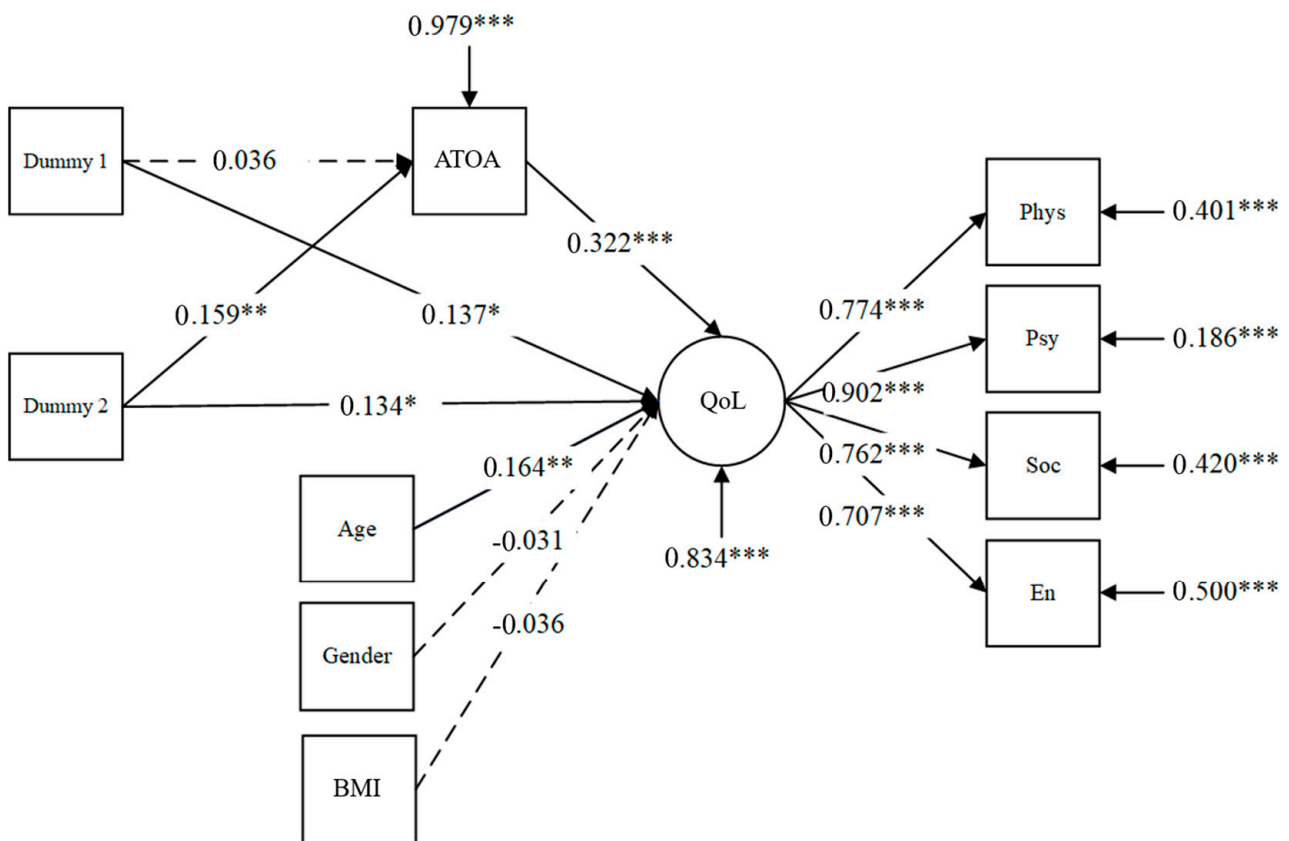 0.979***
Dummy 1
0.036
ATOA
Phys
0.401***
0.322***
0.774***
0.159**
0.137*
Psy
0.186***
Dummy 2
0.134*
QoL
0.902***
0.164**
0.762***
Soc
0.420***
Age
0.707***
-0.031
0.834***
En
0.500***
-0.036
Gender
BMI